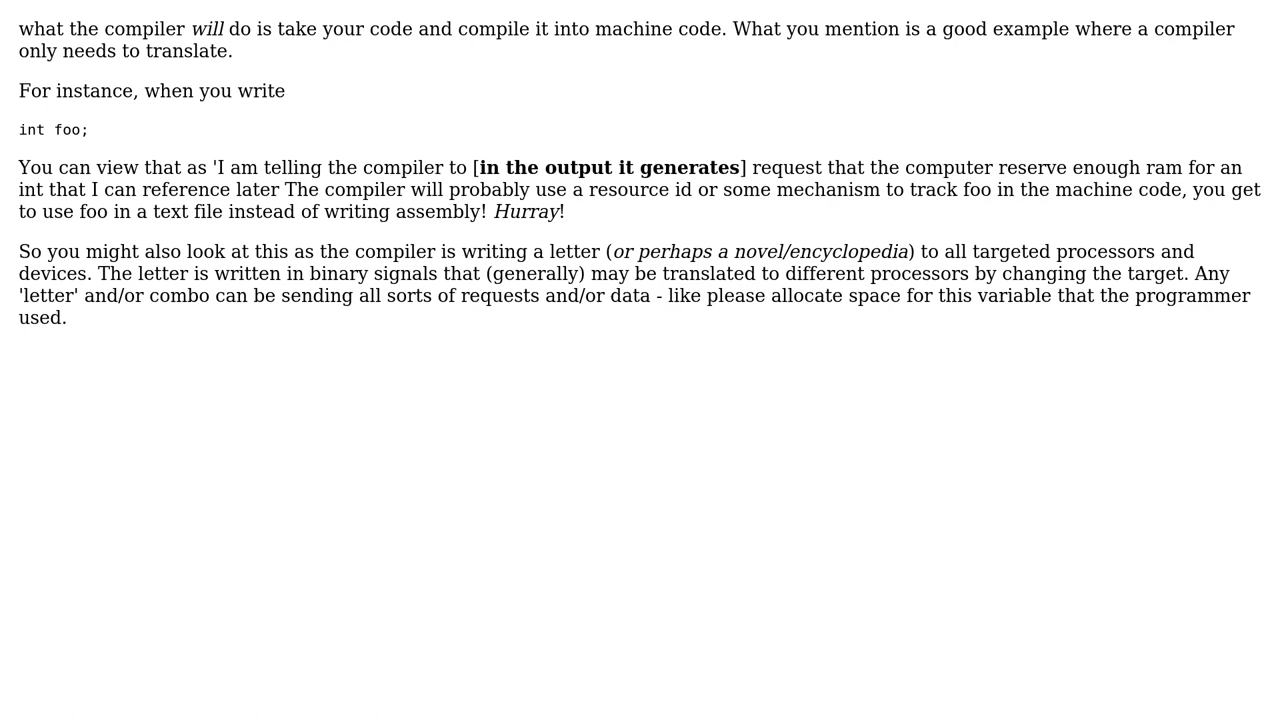 what the compiler will do is take your code and compile it into machine code. What you mention is a good example where a compiler
only needs to translate.
For instance, when you write
int foo;
You can view that as 'I am telling the compiler to [in the output it generates] request that the computer reserve enough ram for an
int that I can reference later The compiler will probably use a resource id or some mechanism to track foo in the machine code, you get
to use foo in a text file instead of writing assembly! Hurray!
So you might also look at this as the compiler is writing a letter (or perhaps a novel/encyclopedia) to all targeted processors and
devices. The letter is written in binary signals that (generally) may be translated to different processors by changing the target. Any
'letter' and/or combo can be sending all sorts of requests and/or data - like please allocate space for this variable that the programmer
used.